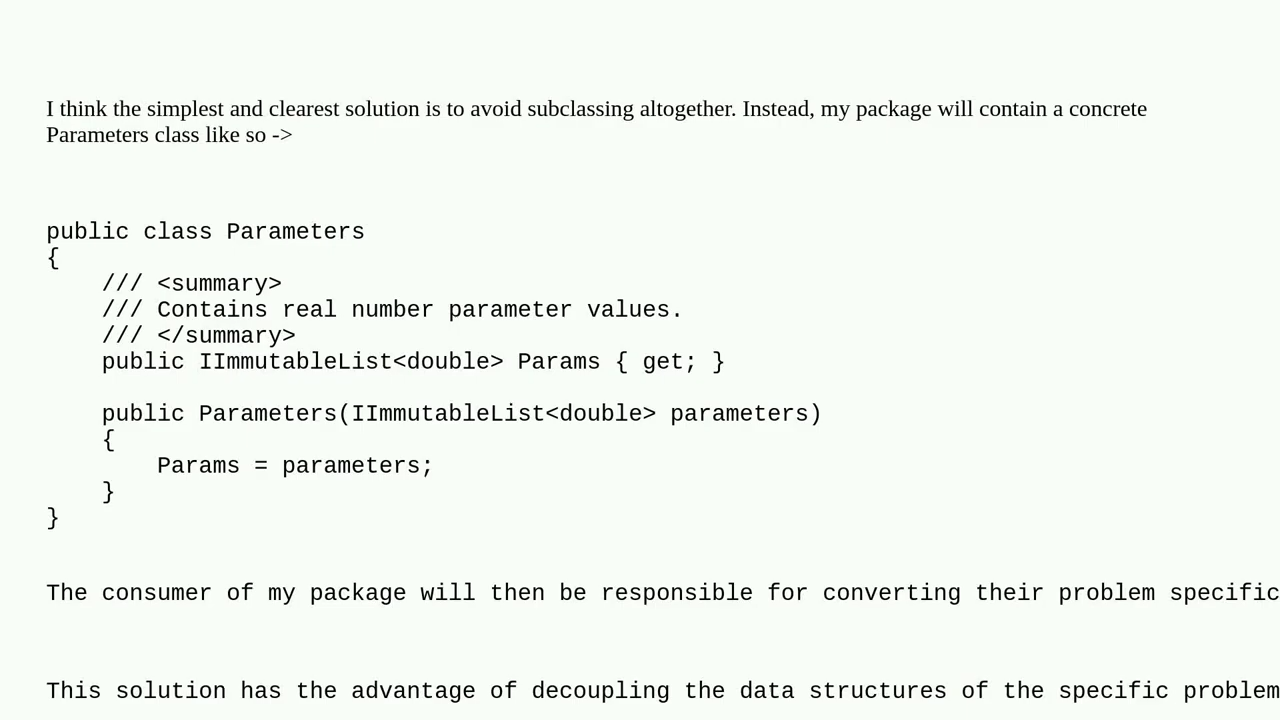 I think the simplest and clearest solution is to avoid subclassing altogether. Instead, my package will contain a concrete
Parameters class like so ->
public class Parameters
{
    /// <summary>
    /// Contains real number parameter values.
    /// </summary>
    public IImmutableList<double> Params { get; }

    public Parameters(IImmutableList<double> parameters)
    {
        Params = parameters;
    }
}
The consumer of my package will then be responsible for converting their problem specific
This solution has the advantage of decoupling the data structures of the specific problem